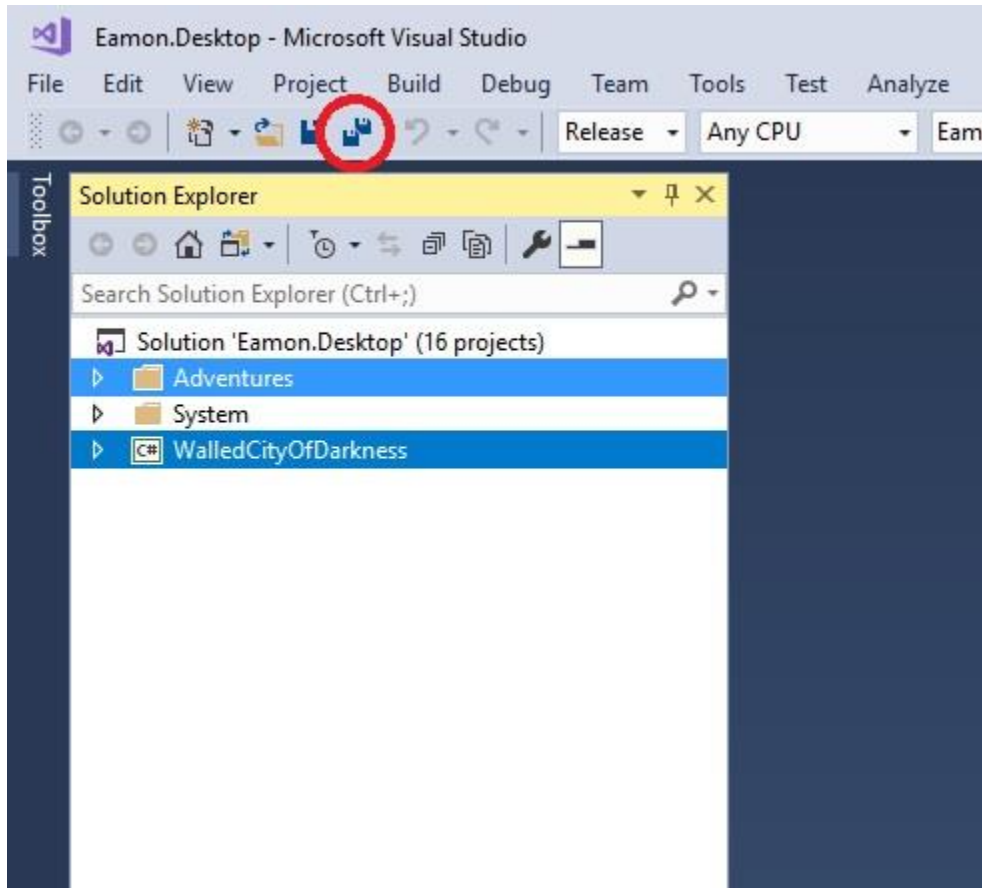 Eamon.Desktop - Microsoft Visual Studio
File Edit View Project Build Debug Team Tools Test Analyze
Release Any CPU Eam
Toolbox
Solution Explorer
Search Solution Explorer (Ctrl+;)
Solution 'Eamon.Desktop' (16 projects)
Adventures
System
C# WalledCityOfDarkness